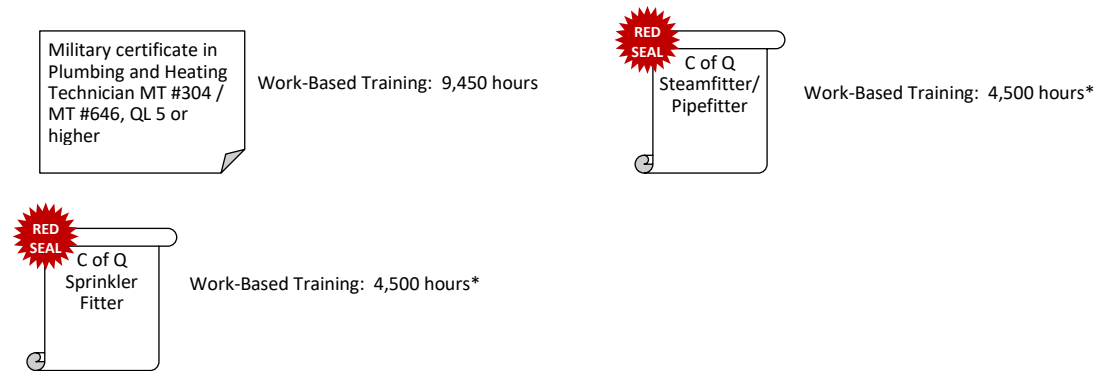 Military certificate in
Plumbing and Heating
Technician MT #304 /
MT #646, QL 5 or
higher
Work-Based Training: 9,450 hours
RED
SEAL
C of Q
Steamfitter/
Pipefitter
Work-Based Training: 4,500 hours*
RED
SEAL
C of Q
Sprinkler
Fitter
Work-Based Training: 4,500 hours*